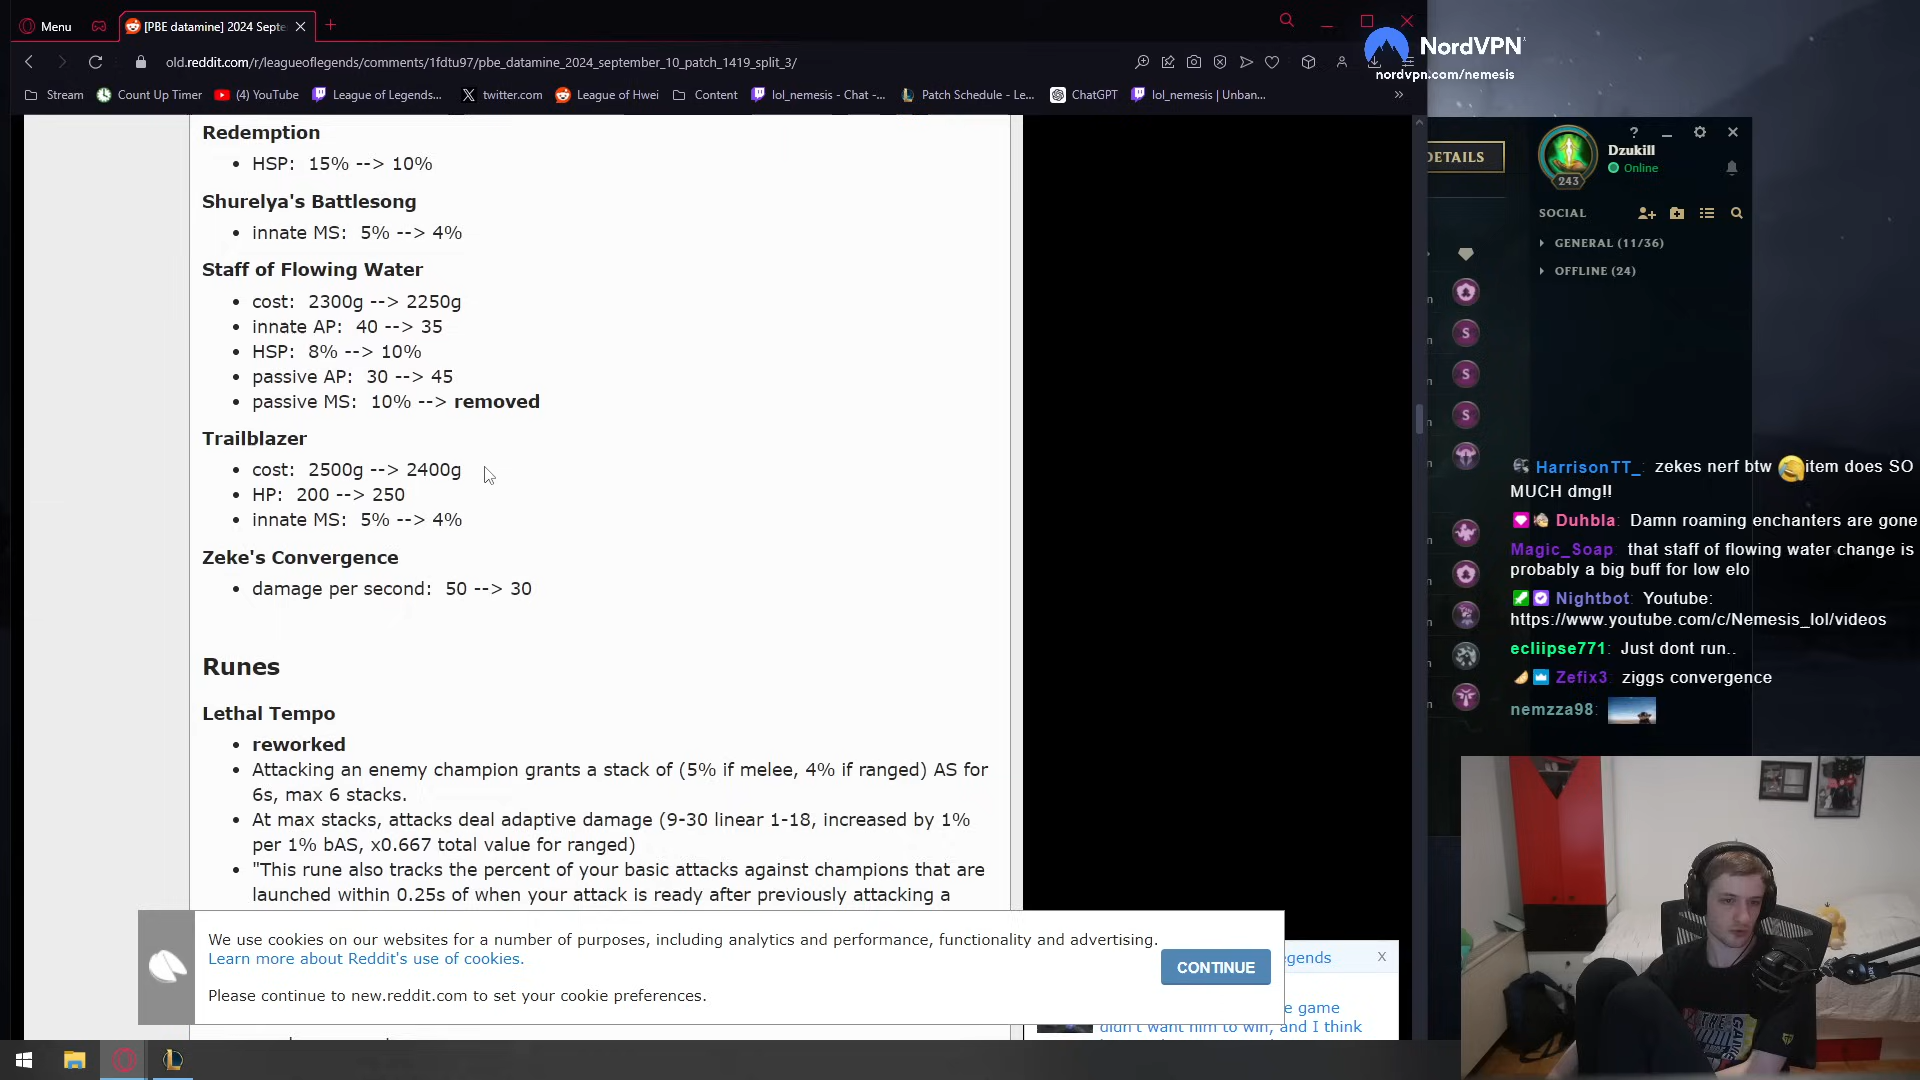 Menu
[PBE datamine] 2024 Septe
NordVPN
nordvpn.com/nemesis
old.reddit.com/r/leagueoflegends/comments/1fdtu97/pbe_datamine_2024_september_10_patch_1419_split_3/
Stream
Count Up Timer
(4) YouTube
League of Legends...
twitter.com
League of Hwei
Content
lol_nemesis - Chat -...
Patch Schedule - Le...
ChatGPT
lol_nemesis | Unban...
»
Redemption
• HSP: 15% --> 10%
Shurelya's Battlesong
• innate MS: 5% --> 4%
Staff of Flowing Water
• cost: 2300g --> 2250g
• innate AP: 40 --> 35
• HSP: 8% --> 10%
• passive AP: 30 --> 45
• passive MS: 10% --> removed
Trailblazer
• cost: 2500g --> 2400g
• HP: 200 --> 250
• innate MS: 5% --> 4%
Zeke's Convergence
• damage per second: 50 --> 30
Runes
Lethal Tempo
• reworked
• Attacking an enemy champion grants a stack of (5% if melee, 4% if ranged) AS for
6s, max 6 stacks.
• At max stacks, attacks deal adaptive damage (9-30 linear 1-18, increased by 1%
per 1% bAS, x0.667 total value for ranged)
• "This rune also tracks the percent of your basic attacks against champions that are
launched within 0.25s of when your attack is ready after previously attacking a
We use cookies on our websites for a number of purposes, including analytics and performance, functionality and advertising.
Learn more about Reddit's use of cookies.
Please continue to new.reddit.com to set your cookie preferences.
CONTINUE
egends
X
e game
didn't want him to win, and I think
DETAILS
Dzukill
Online
243
SOCIAL
GENERAL (11/36)
OFFLINE (24)
S
S
S
HarrisonTT_: zekes nerf btw item does SO
MUCH dmg!!
Duhbla: Damn roaming enchanters are gone
Magic_Soap: that staff of flowing water change is
probably a big buff for low elo
Nightbot: Youtube:
https://www.youtube.com/c/Nemesis_lol/videos
ecliipse771: Just dont run..
Zefix3: ziggs convergence
nemzza98: